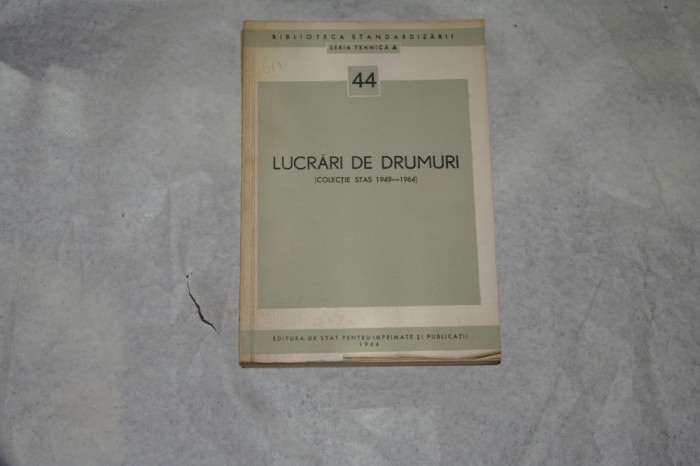 BIBLIOTECA STANDARDIZĂRII
SERIA TEHNICĂ A
44
LUCRĂRI DE DRUMURI
(COLECȚIE STAS 1949—1964)
EDITURA DE STAT PENTRU IMPRIMATE ȘI PUBLICAȚII
1964